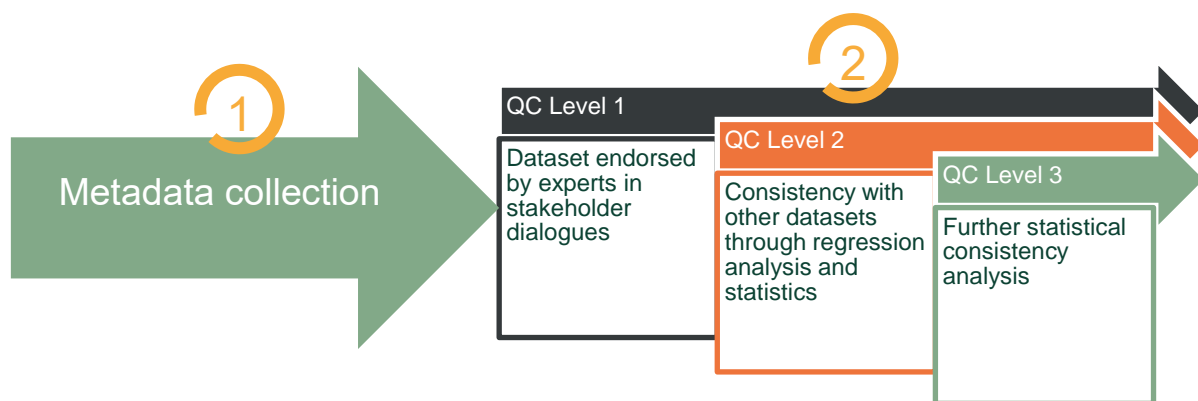 1
Metadata collection
2
QC Level 1
Dataset endorsed
by experts in
stakeholder
dialogues
QC Level 2
Consistency with
other datasets
through regression
analysis and
statistics
QC Level 3
Further statistical
consistency
analysis